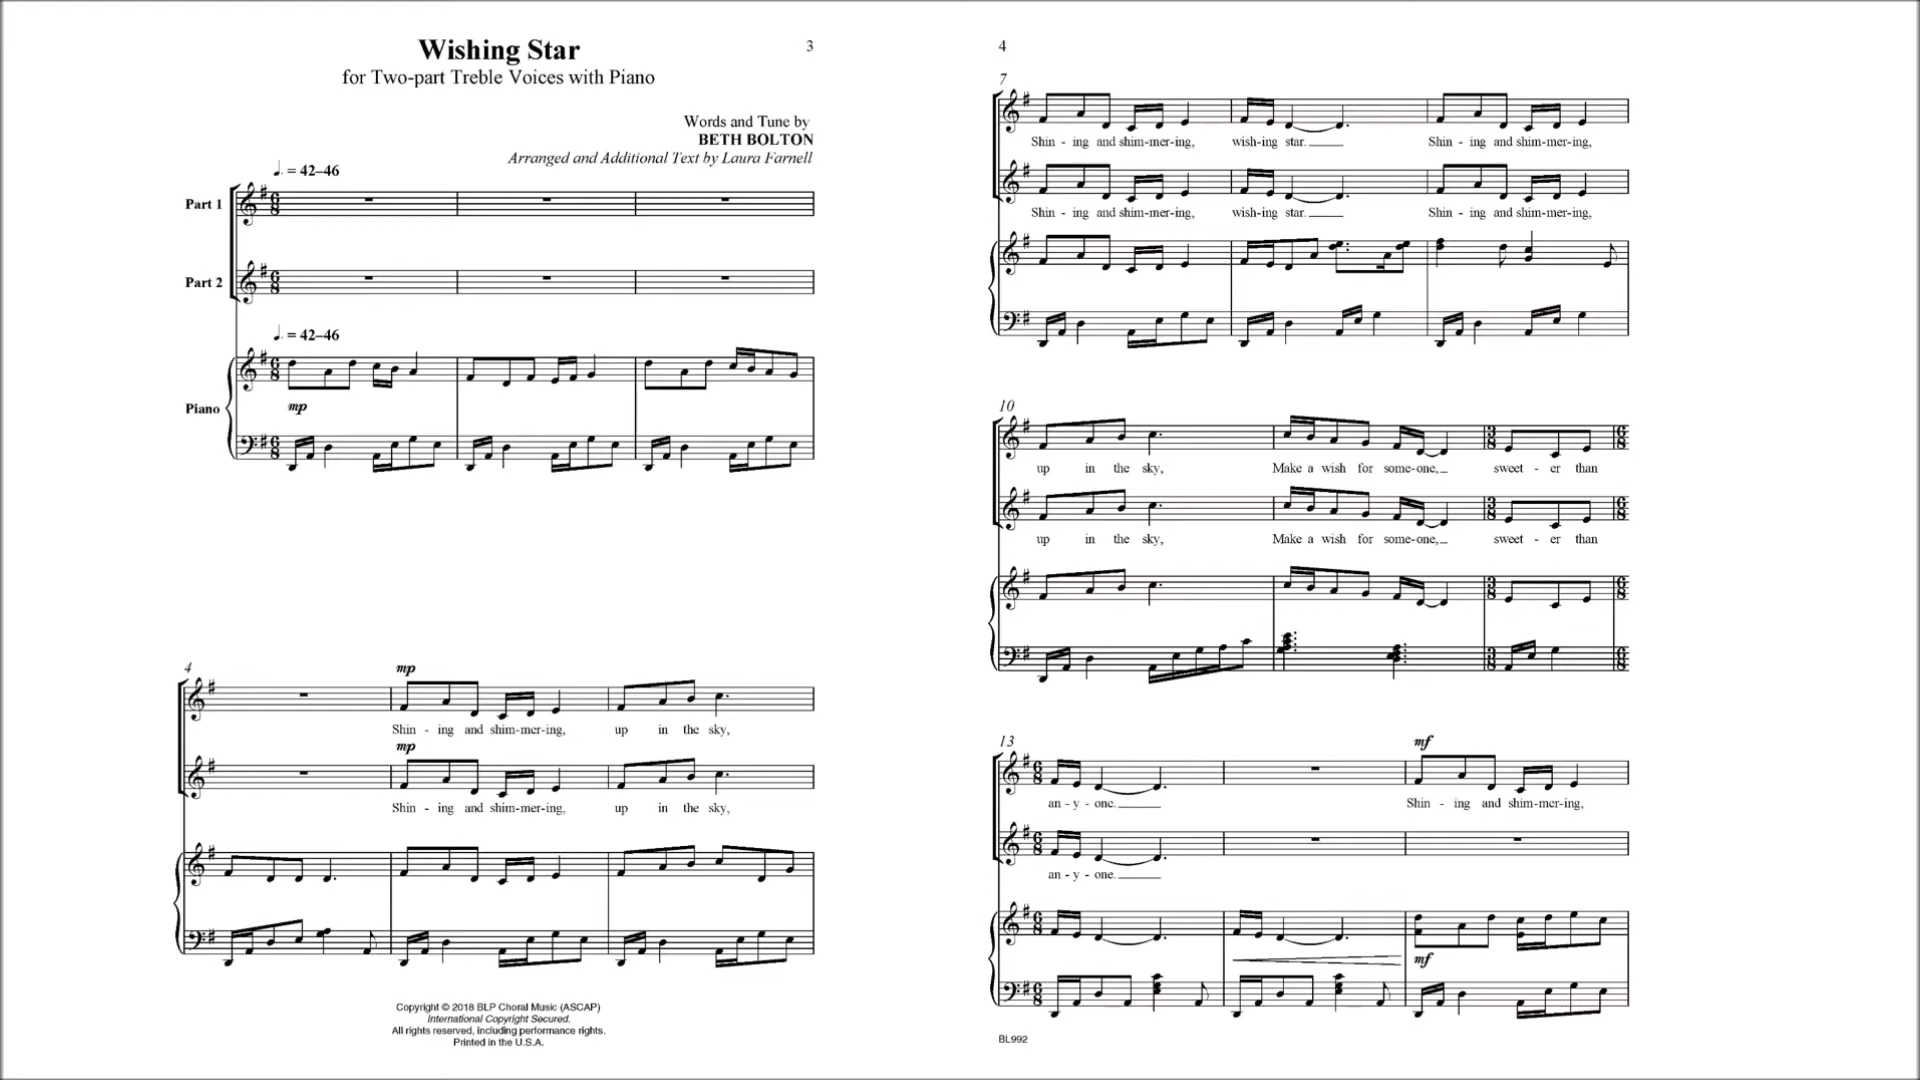 Wishing Star
for Two-part Treble Voices with Piano
3
Words and Tune by
BETH BOLTON
Arranged and Additional Text by Laura Farnell
♩. = 42–46
Part 1
Part 2
♩. = 42–46
Piano
mp
4
mp
Shin - ing and shim-mer-ing, up in the sky,
mp
Shin - ing and shim-mer-ing, up in the sky,
Copyright © 2018 BLP Choral Music (ASCAP)
International Copyright Secured.
All rights reserved, including performance rights.
Printed in the U.S.A.
4
7
Shin - ing and shim-mer-ing, wish-ing star. Shin - ing and shim-mer-ing,
Shin - ing and shim-mer-ing, wish-ing star. Shin - ing and shim-mer-ing,
10
up in the sky, Make a wish for some-one, sweet - er than
up in the sky, Make a wish for some-one, sweet - er than
13
mf
an - y - one. Shin - ing and shim-mer-ing,
an - y - one.
mf
BL992